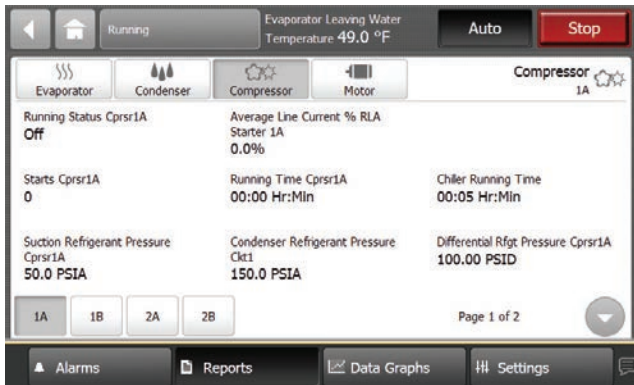 Running
Evaporator Leaving Water
Temperature 49.0 °F
Auto
Stop
Evaporator
Condenser
Compressor
Motor
Compressor
1A
Running Status Cprsr1A
Off
Average Line Current % RLA
Starter 1A
0.0%
Starts Cprsr1A
0
Running Time Cprsr1A
00:00 Hr:Min
Chiller Running Time
00:05 Hr:Min
Suction Refrigerant Pressure
Cprsr1A
50.0 PSIA
Condenser Refrigerant Pressure
Ckt1
150.0 PSIA
Differential Rfgt Pressure Cprsr1A
100.00 PSID
1A
1B
2A
2B
Page 1 of 2
Alarms
Reports
Data Graphs
Settings